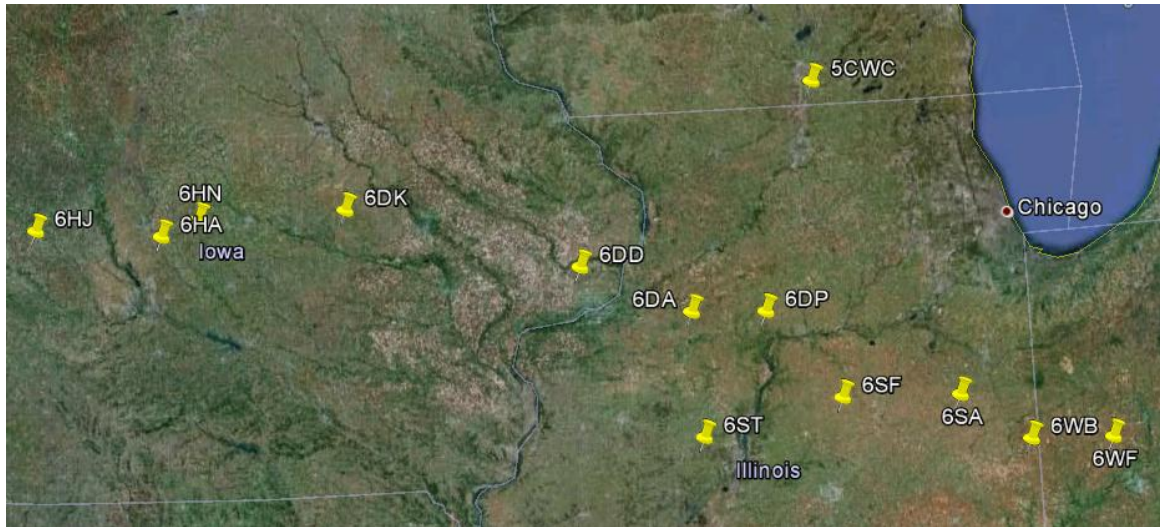 5CWC
6HN
6DK
6HJ
6HA
Chicago
Iowa
6DD
6DA
6DP
6SF
6SA
6ST
6WB
6WF
Illinois